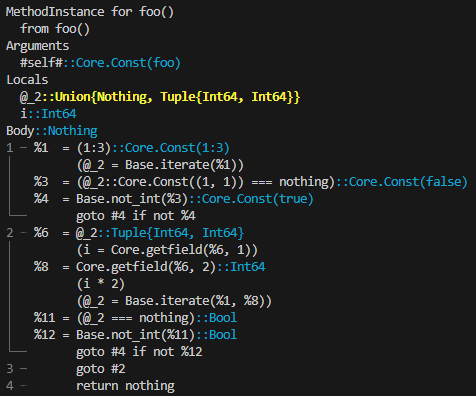 MethodInstance for foo()
  from foo()
Arguments
  #self#::Core.Const(foo)
Locals
  @_2::Union{Nothing, Tuple{Int64, Int64}}
  i::Int64
Body::Nothing
1 ─ %1  = (1:3)::Core.Const(1:3)
│         (@_2 = Base.iterate(%1))
│   %3  = (@_2::Core.Const((1, 1)) === nothing)::Core.Const(false)
│   %4  = Base.not_int(%3)::Core.Const(true)
└──       goto #4 if not %4
2 ─ %6  = @_2::Tuple{Int64, Int64}
│         (i = Core.getfield(%6, 1))
│   %8  = Core.getfield(%6, 2)::Int64
│         (i * 2)
│         (@_2 = Base.iterate(%1, %8))
│   %11 = (@_2 === nothing)::Bool
│   %12 = Base.not_int(%11)::Bool
└──       goto #4 if not %12
3 ─       goto #2
4 ─       return nothing